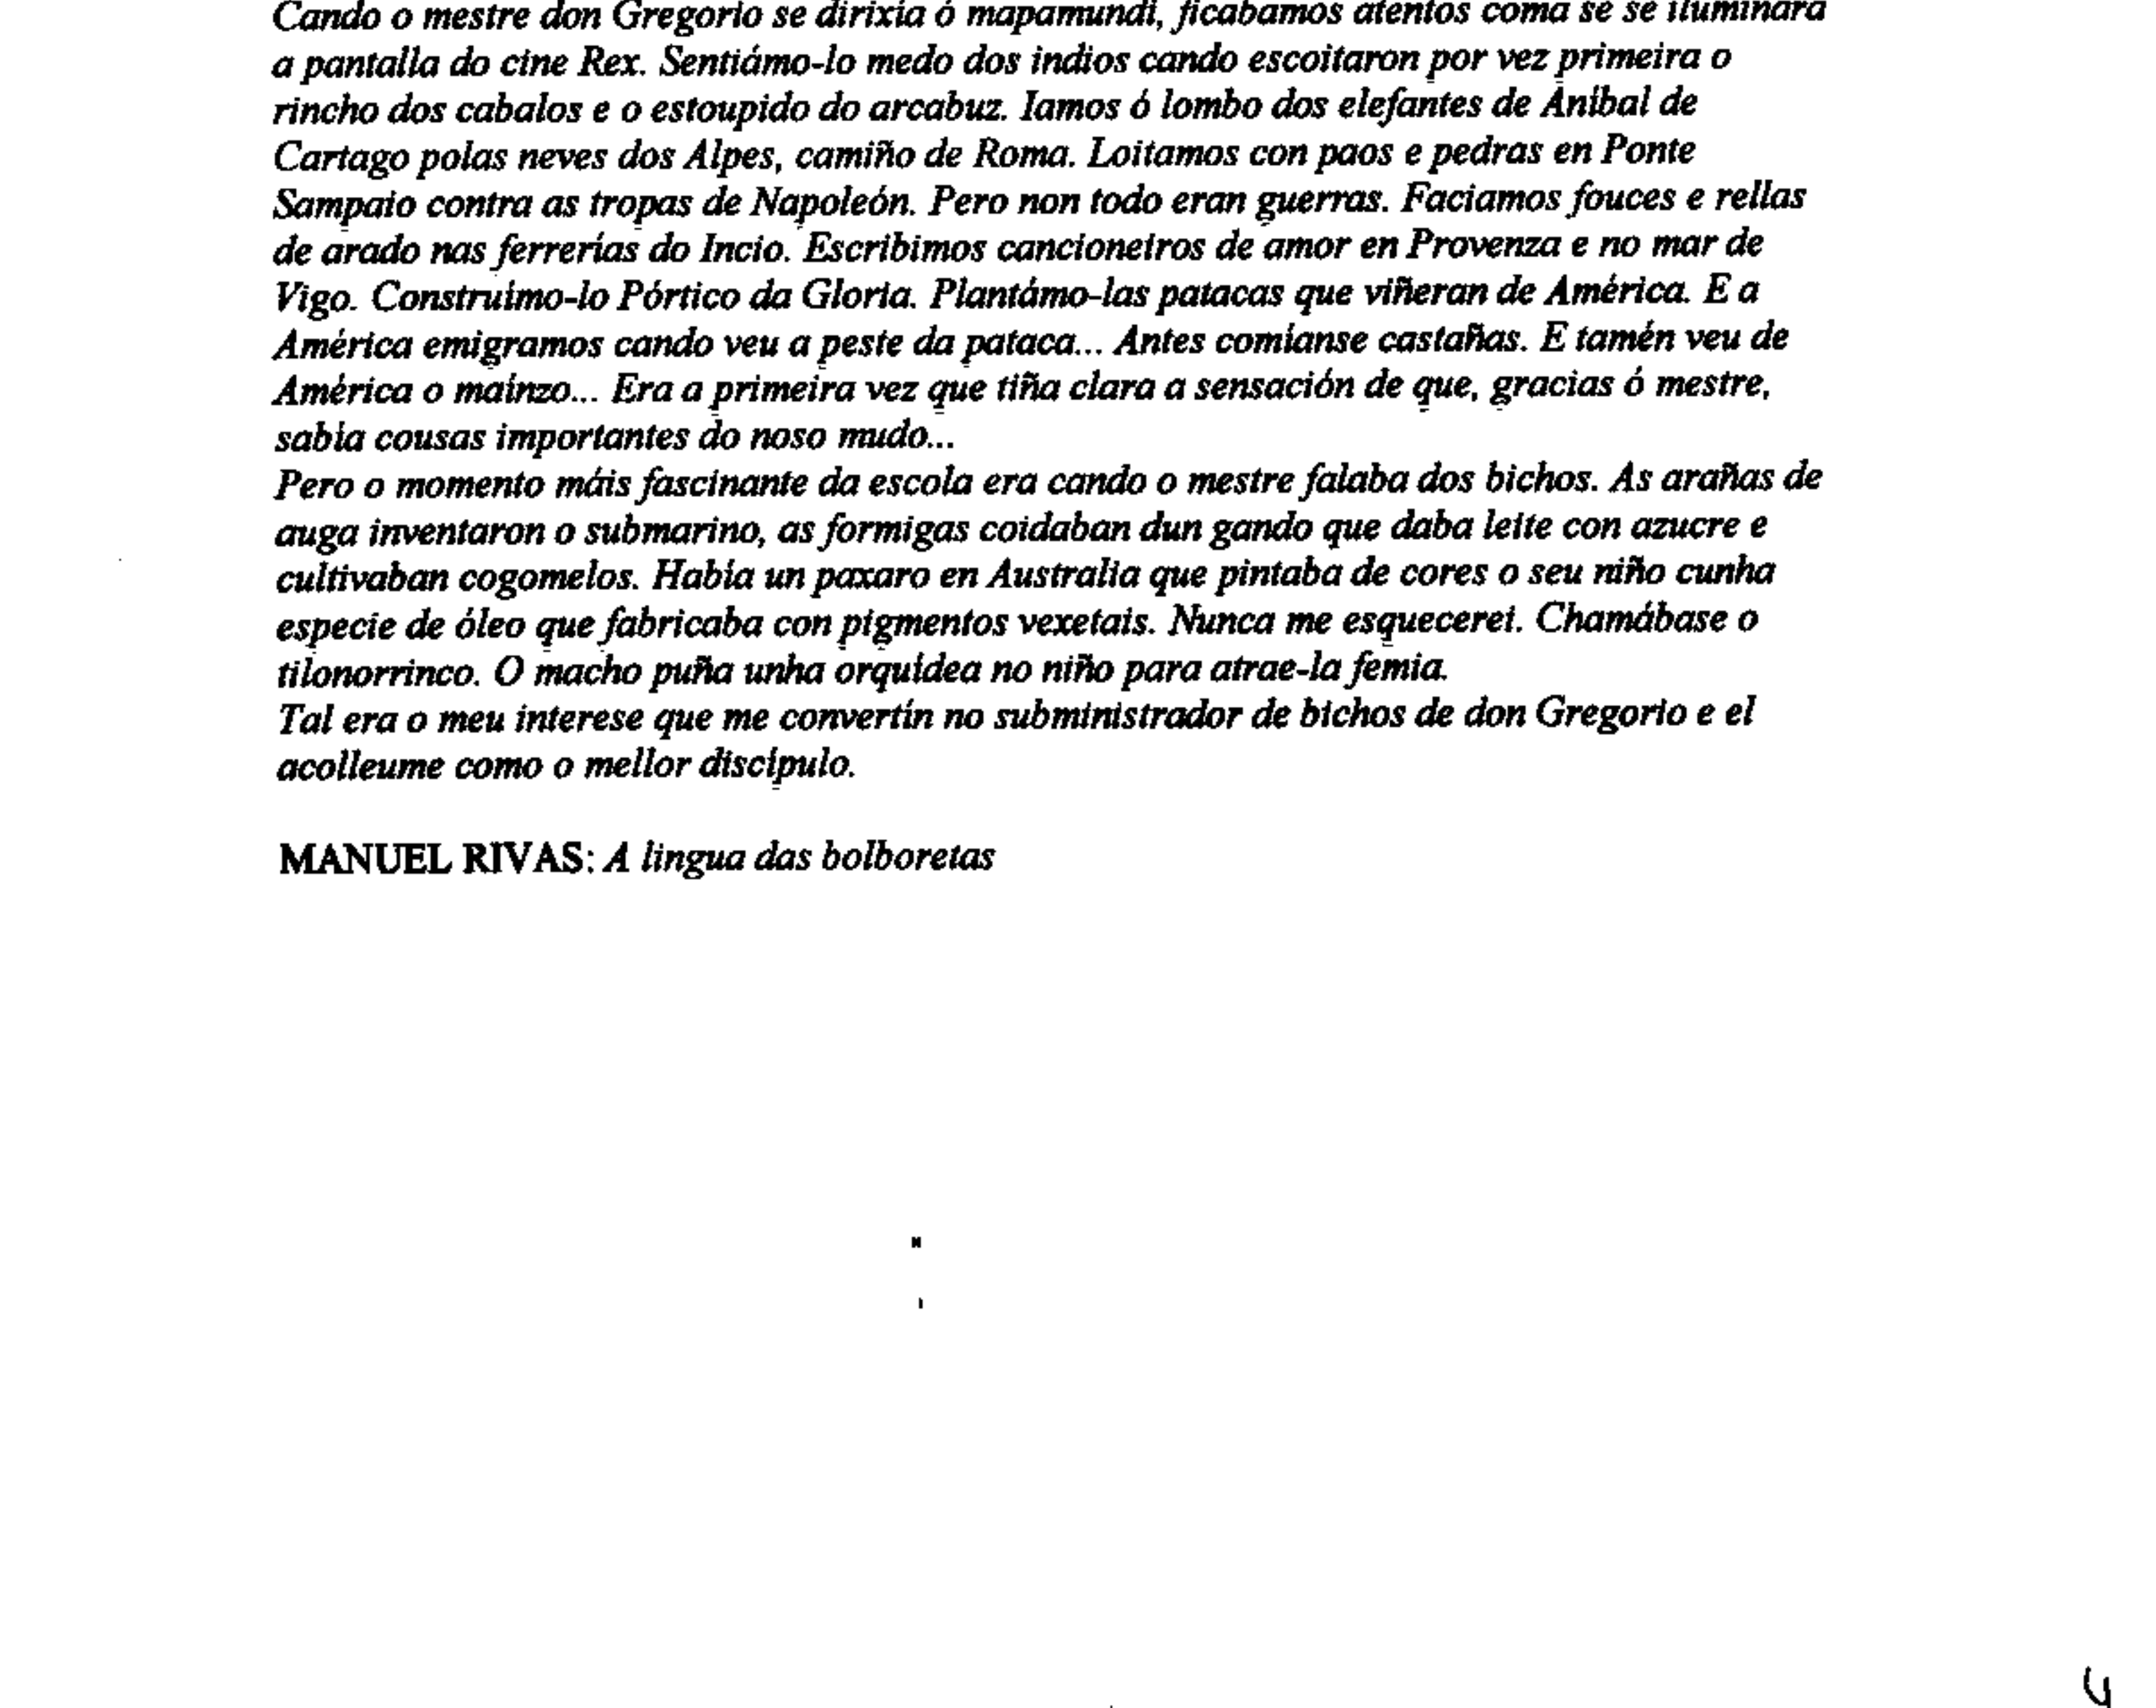 Cando o mestre don Gregorio se dirixía ó mapamundi, ficabamos atentos coma se se iluminara
a pantalla do cine Rex. Sentiámo-lo medo dos indios cando escoitaron por vez primeira o
rincho dos cabalos e o estoupido do arcabuz. Iamos ó lombo dos elefantes de Aníbal de
Cartago polas neves dos Alpes, camiño de Roma. Loitamos con paos e pedras en Ponte
Sampaio contra as tropas de Napoleón. Pero non todo eran guerras. Faciamos fouces e rellas
de arado nas ferrerías do Incio. Escribimos cancioneiros de amor en Provenza e no mar de
Vigo. Construímo-lo Pórtico da Gloria. Plantámo-las patacas que viñeran de América. E a
América emigramos cando veu a peste da pataca... Antes comíanse castañas. E tamén veu de
América o maínzo... Era a primeira vez que tiña clara a sensación de que, gracias ó mestre,
sabía cousas importantes do noso mudo...
Pero o momento máis fascinante da escola era cando o mestre falaba dos bichos. As arañas de
auga inventaron o submarino, as formigas coidaban dun gando que daba leite con azucre e
cultivaban cogomelos. Había un paxaro en Australia que pintaba de cores o seu niño cunha
especie de óleo que fabricaba con pigmentos vexetais. Nunca me esquecerei. Chamábase o
tilonorrinco. O macho puña unha orquídea no niño para atrae-la femia.
Tal era o meu interese que me convertín no subministrador de bichos de don Gregorio e el
acolleume como o mellor discípulo.
MANUEL RIVAS: A lingua das bolboretas